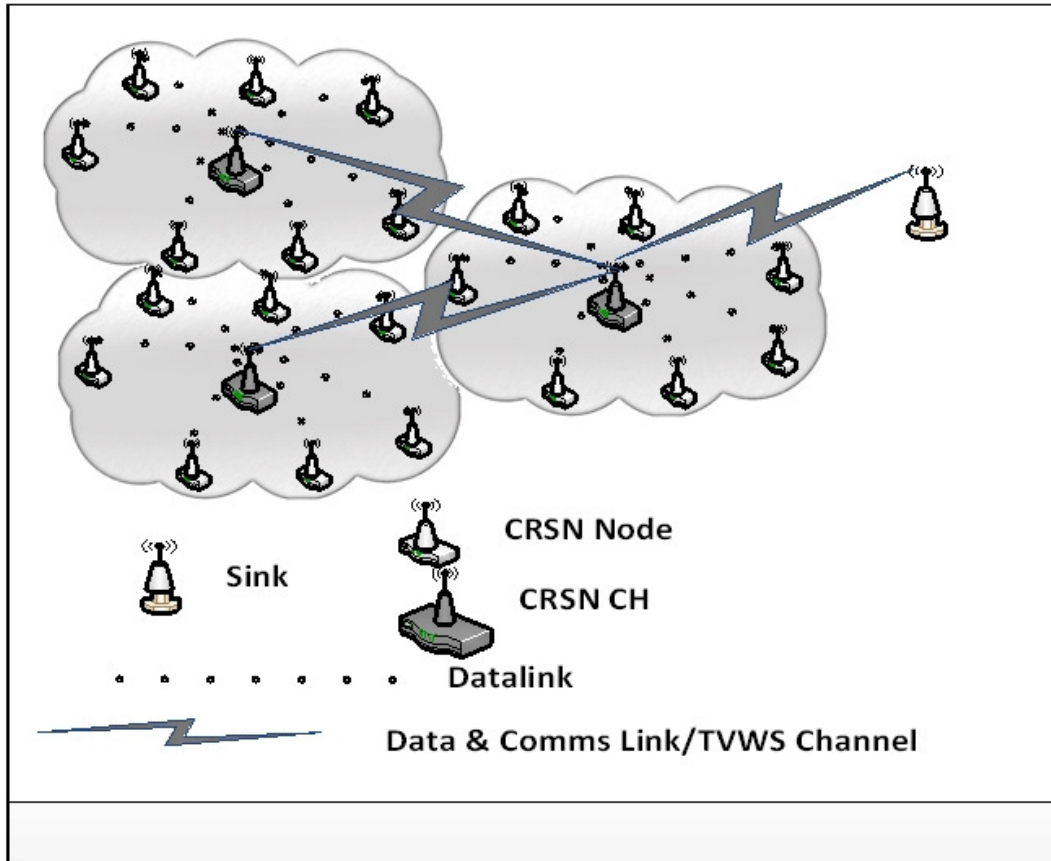 CRSN Node
Sink
CRSN CH
Datalink
Data & Comms Link/TVWS Channel